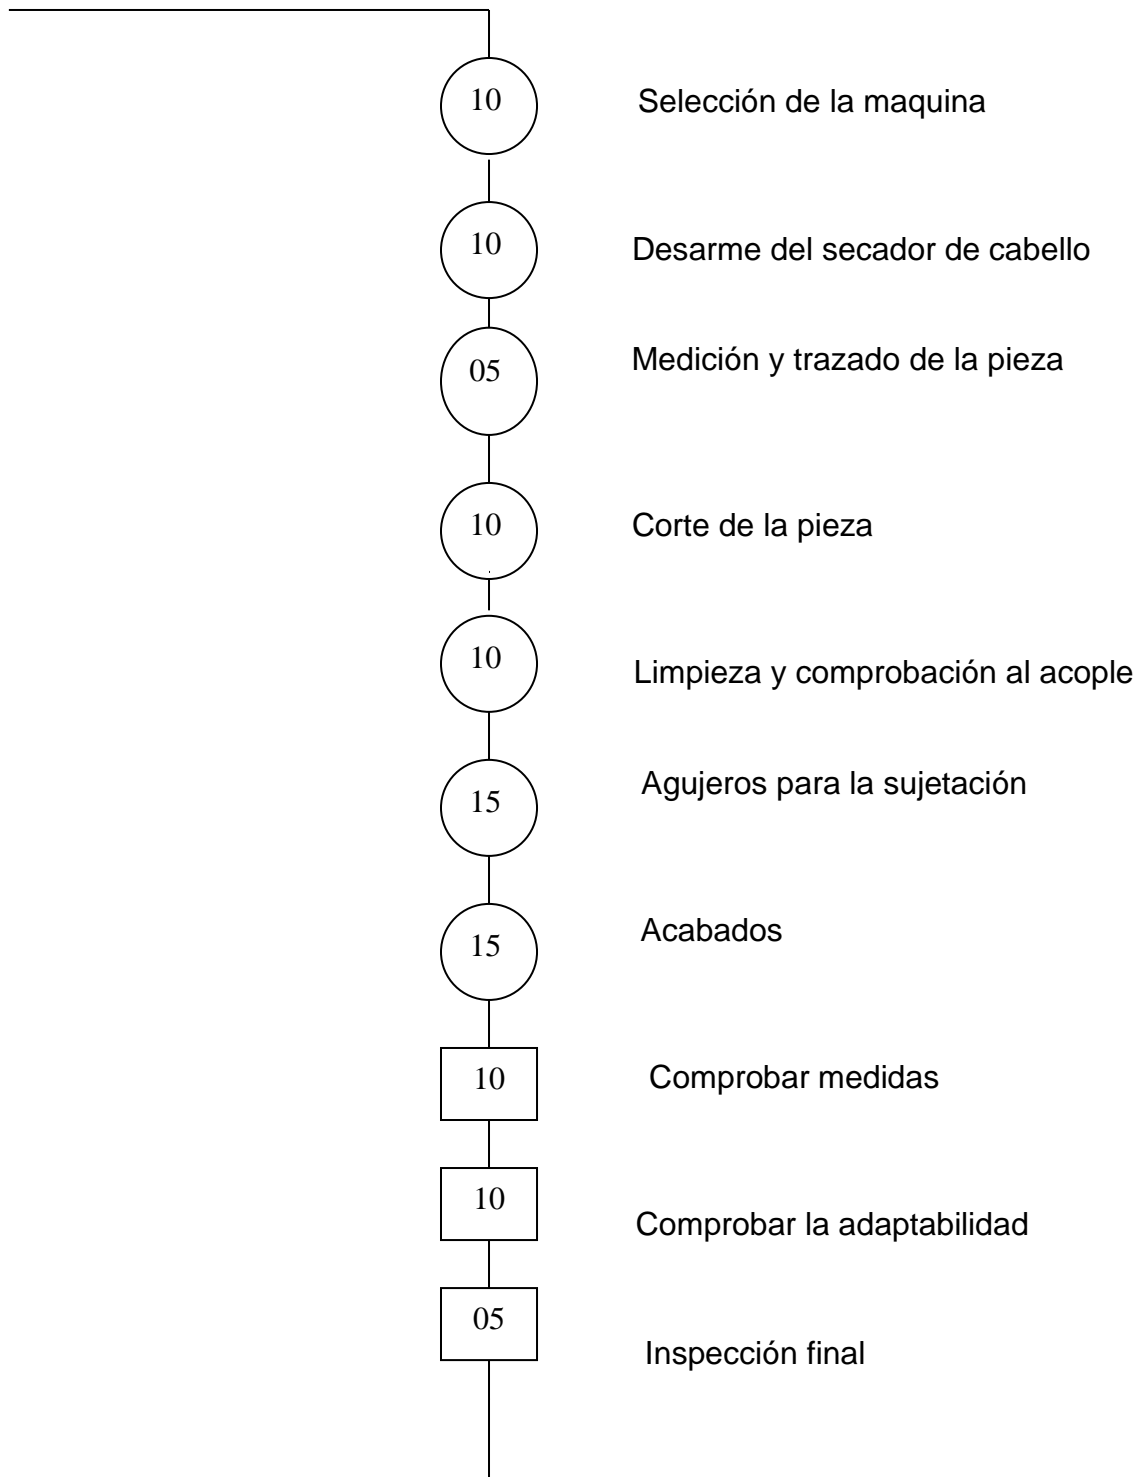 10 Selección de la maquina
10 Desarme del secador de cabello
05 Medición y trazado de la pieza
10 Corte de la pieza
10 Limpieza y comprobación al acople
15 Agujeros para la sujetación
15 Acabados
10 Comprobar medidas
10 Comprobar la adaptabilidad
05 Inspección final